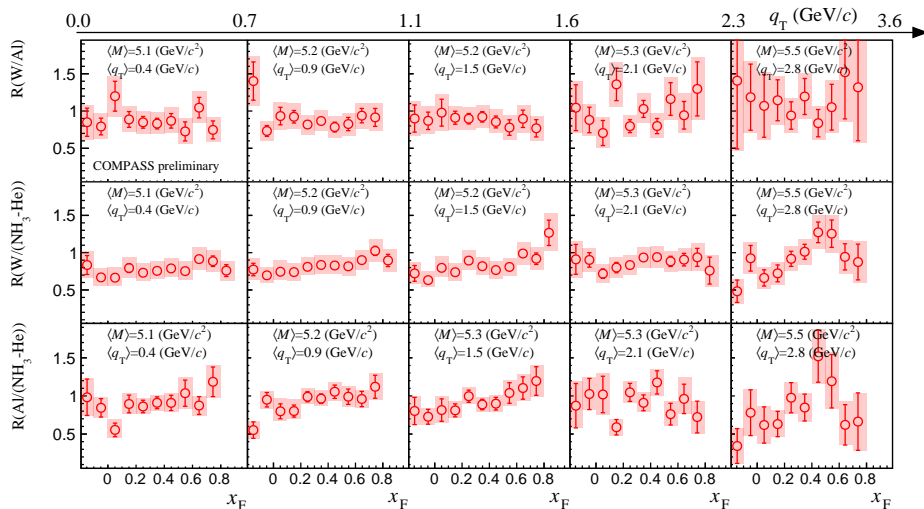 0.0 0.7 1.1 1.6 2.3 q_T (GeV/c) 3.6
R(W/Al)
1.5
1
0.5
⟨M⟩=5.1 (GeV/c²)
⟨q_T⟩=0.4 (GeV/c)
COMPASS preliminary
⟨M⟩=5.2 (GeV/c²)
⟨q_T⟩=0.9 (GeV/c)
⟨M⟩=5.2 (GeV/c²)
⟨q_T⟩=1.5 (GeV/c)
⟨M⟩=5.3 (GeV/c²)
⟨q_T⟩=2.1 (GeV/c)
⟨M⟩=5.5 (GeV/c²)
⟨q_T⟩=2.8 (GeV/c)
R(W/(NH₃-He))
1.5
1
0.5
⟨M⟩=5.1 (GeV/c²)
⟨q_T⟩=0.4 (GeV/c)
⟨M⟩=5.2 (GeV/c²)
⟨q_T⟩=0.9 (GeV/c)
⟨M⟩=5.2 (GeV/c²)
⟨q_T⟩=1.5 (GeV/c)
⟨M⟩=5.3 (GeV/c²)
⟨q_T⟩=2.1 (GeV/c)
⟨M⟩=5.5 (GeV/c²)
⟨q_T⟩=2.8 (GeV/c)
R(Al/(NH₃-He))
1.5
1
0.5
⟨M⟩=5.1 (GeV/c²)
⟨q_T⟩=0.4 (GeV/c)
⟨M⟩=5.2 (GeV/c²)
⟨q_T⟩=0.9 (GeV/c)
⟨M⟩=5.3 (GeV/c²)
⟨q_T⟩=1.5 (GeV/c)
⟨M⟩=5.3 (GeV/c²)
⟨q_T⟩=2.1 (GeV/c)
⟨M⟩=5.5 (GeV/c²)
⟨q_T⟩=2.8 (GeV/c)
0 0.2 0.4 0.6 0.8 0 0.2 0.4 0.6 0.8 0 0.2 0.4 0.6 0.8 0 0.2 0.4 0.6 0.8 0 0.2 0.4 0.6 0.8
x_F x_F x_F x_F x_F